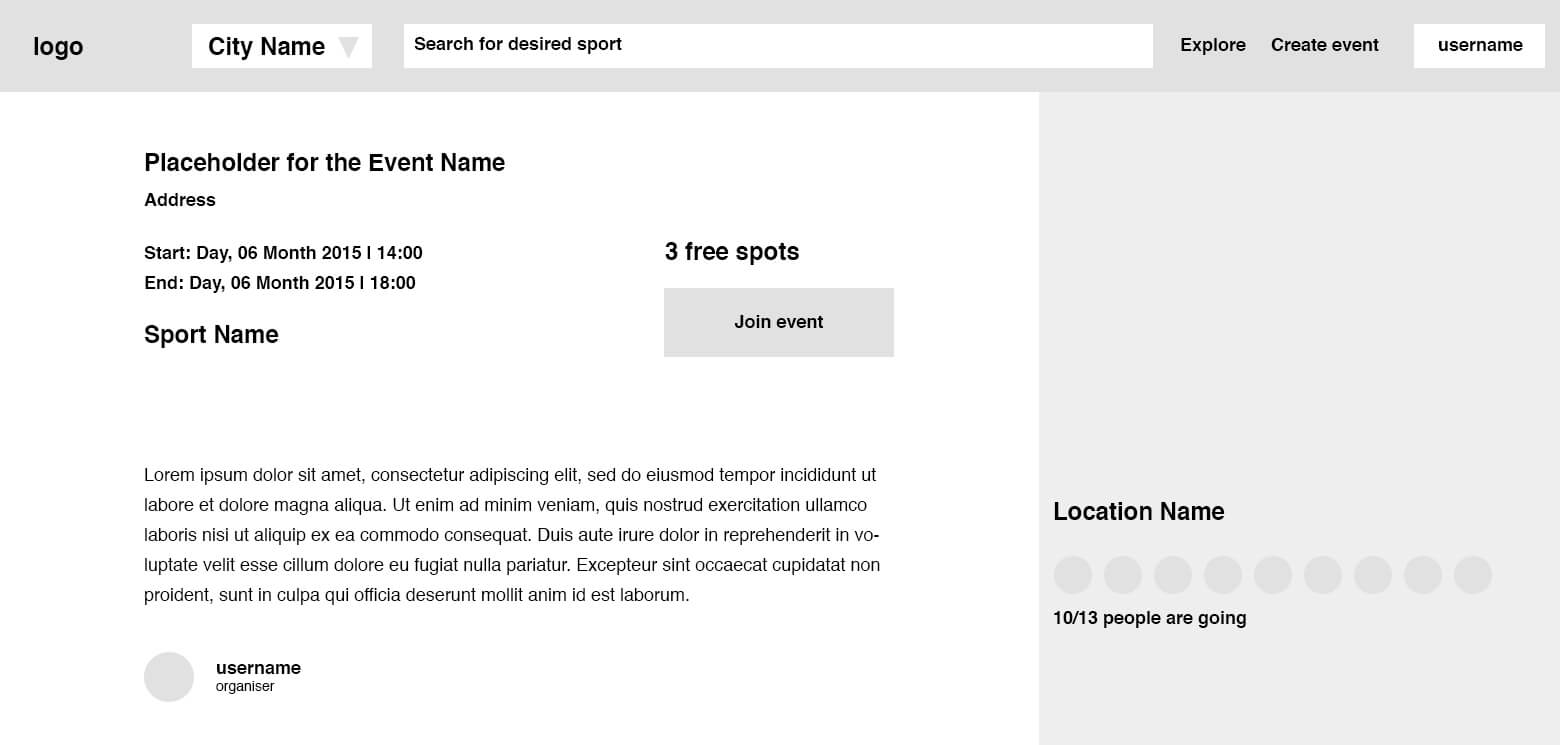 logo
City Name
Search for desired sport
Explore
Create event
username
Placeholder for the Event Name
Address
Start: Day, 06 Month 2015 l 14:00
End: Day, 06 Month 2015 l 18:00
Sport Name
3 free spots
Join event
Lorem ipsum dolor sit amet, consectetur adipiscing elit, sed do eiusmod tempor incididunt ut
labore et dolore magna aliqua. Ut enim ad minim veniam, quis nostrud exercitation ullamco
laboris nisi ut aliquip ex ea commodo consequat. Duis aute irure dolor in reprehenderit in vo-
luptate velit esse cillum dolore eu fugiat nulla pariatur. Excepteur sint occaecat cupidatat non
proident, sunt in culpa qui officia deserunt mollit anim id est laborum.
username
organiser
Location Name
10/13 people are going